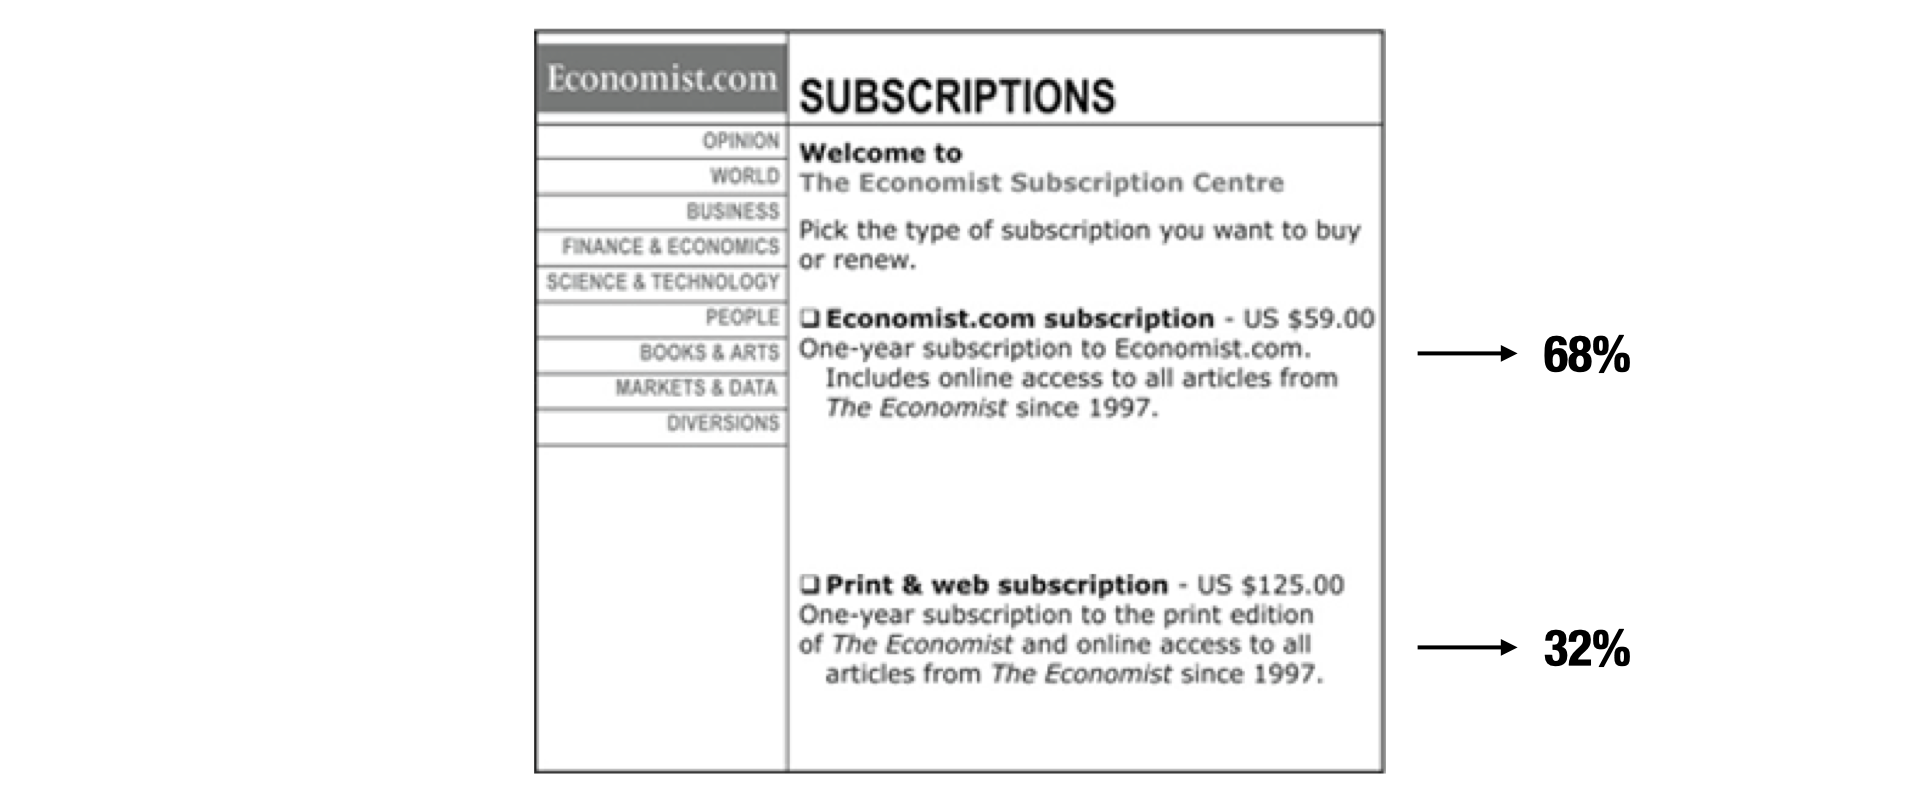 Economist.com
OPINION
WORLD
BUSINESS
FINANCE & ECONOMICS
SCIENCE & TECHNOLOGY
PEOPLE
BOOKS & ARTS
MARKETS & DATA
DIVERSIONS
SUBSCRIPTIONS
Welcome to
The Economist Subscription Centre
Pick the type of subscription you want to buy
or renew.
❑ Economist.com subscription - US $59.00
One-year subscription to Economist.com.
Includes online access to all articles from
The Economist since 1997.
68%
❑ Print & web subscription - US $125.00
One-year subscription to the print edition
of The Economist and online access to all
articles from The Economist since 1997.
32%